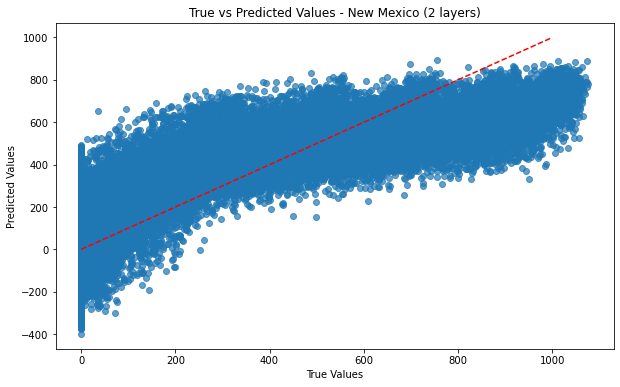 True vs Predicted Values - New Mexico (2 layers)
1000
800
600
400
200
0
−200
−400
Predicted Values
0 200 400 600 800 1000
True Values